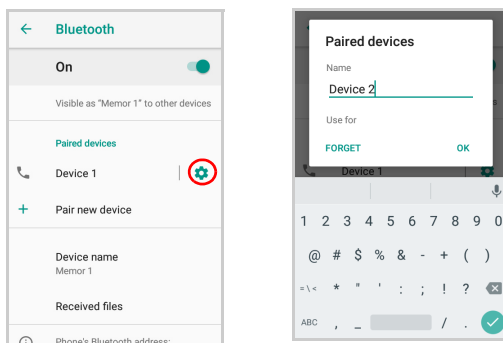 Bluetooth
On
Visible as “Memor 1” to other devices
Paired devices
Device 1
Pair new device
Device name
Memor 1
Received files
Phone's Bluetooth address:
Paired devices
Name
Device 2
Use for
FORGET OK
Device 1
1 2 3 4 5 6 7 8 9 0
@ # $ % & - + ( )
= \ < * " ' : ; ! ?
ABC , _ / .